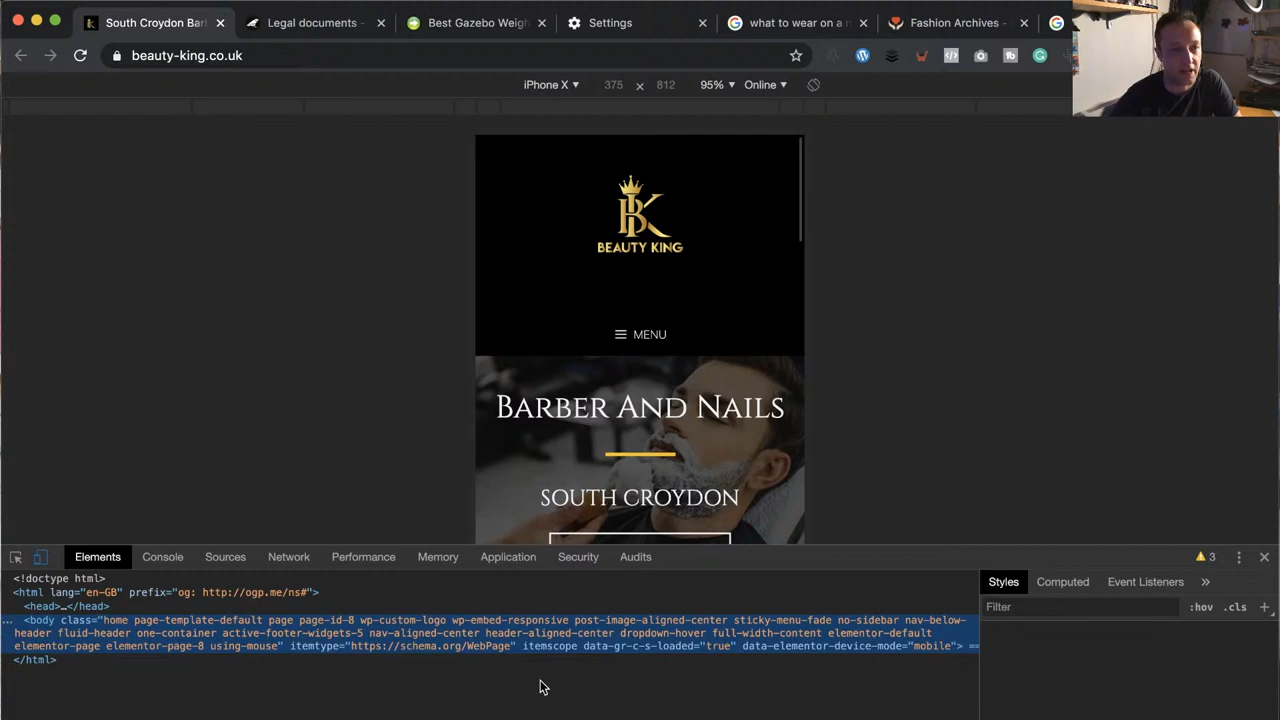 South Croydon Bar
Legal documents -
Best Gazebo Weigh
Settings
what to wear on a n
Fashion Archives -
beauty-king.co.uk
iPhone X ▾ 375 × 812 95% ▾ Online ▾
BK
BEAUTY KING
MENU
Barber And Nails
SOUTH CROYDON
Elements Console Sources Network Performance Memory Application Security Audits
3
<!doctype html>
<html lang="en-GB" prefix="og: http://ogp.me/ns#">
<head>…</head>
… <body class="home page-template-default page page-id-8 wp-custom-logo wp-embed-responsive post-image-aligned-center sticky-menu-fade no-sidebar nav-below-
header fluid-header one-container active-footer-widgets-5 nav-aligned-center header-aligned-center dropdown-hover full-width-content elementor-default
elementor-page elementor-page-8 using-mouse" itemtype="https://schema.org/WebPage" itemscope data-gr-c-s-loaded="true" data-elementor-device-mode="mobile"> ==
</html>
Styles Computed Event Listeners »
Filter :hov .cls +